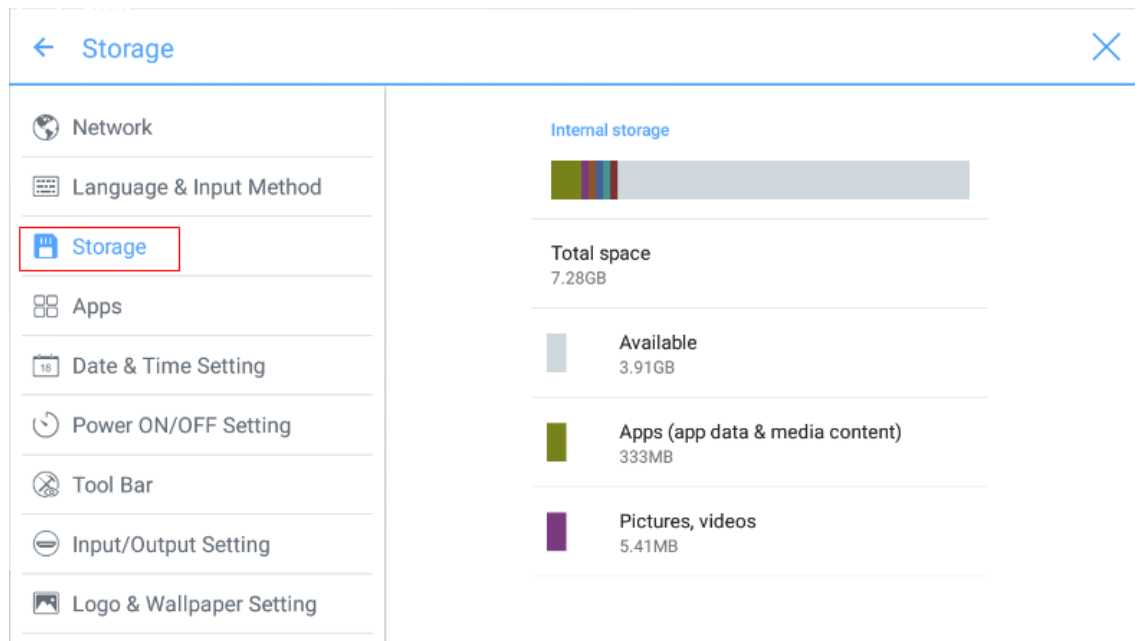 Storage
Network
Language & Input Method
Storage
Apps
18
Date & Time Setting
Power ON/OFF Setting
Tool Bar
Input/Output Setting
Logo & Wallpaper Setting
Internal storage
Total space
7.28GB
Available
3.91GB
Apps (app data & media content)
333MB
Pictures, videos
5.41MB